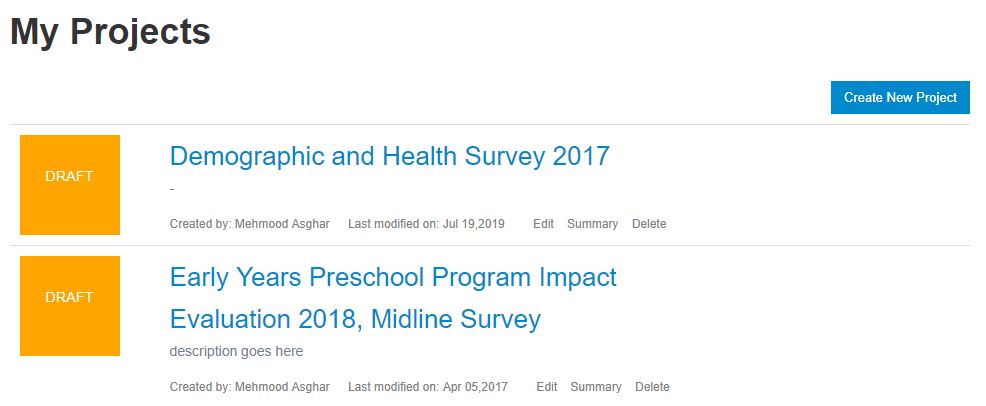 My Projects
Create New Project
DRAFT
Demographic and Health Survey 2017
-
Created by: Mehmood Asghar Last modified on: Jul 19,2019 Edit Summary Delete
DRAFT
Early Years Preschool Program Impact
Evaluation 2018, Midline Survey
description goes here
Created by: Mehmood Asghar Last modified on: Apr 05,2017 Edit Summary Delete